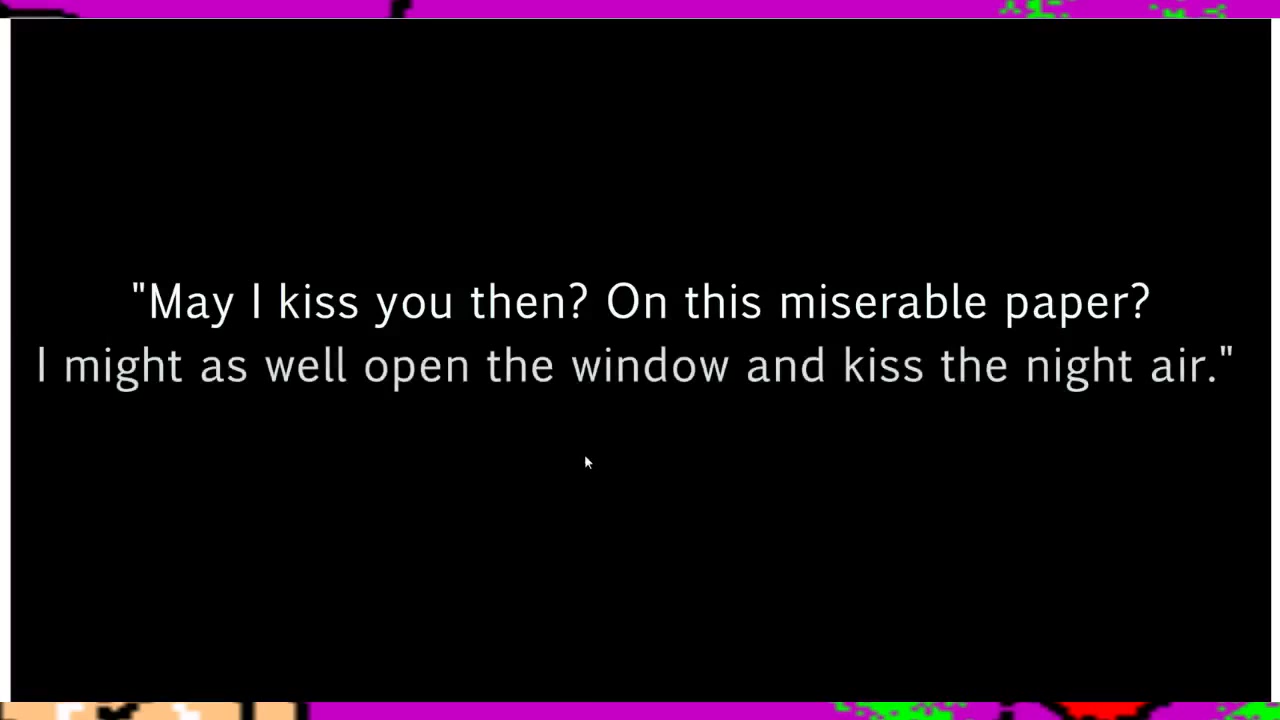 "May I kiss you then? On this miserable paper?
I might as well open the window and kiss the night air."